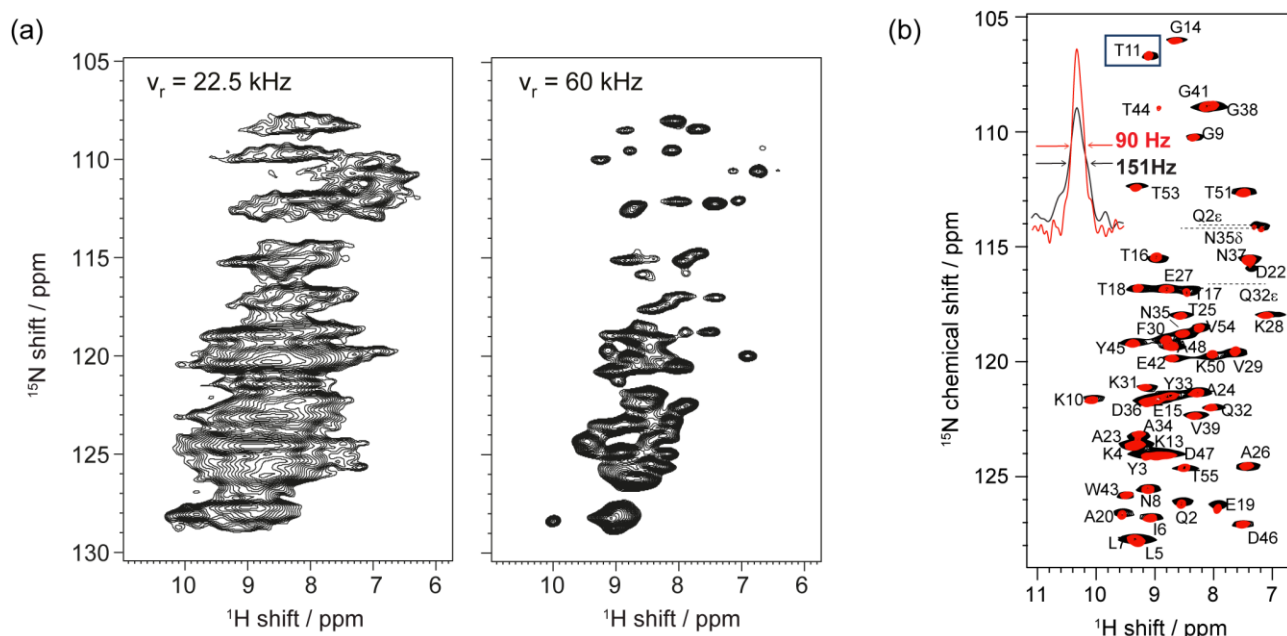 (a)
ν_r = 22.5 kHz
ν_r = 60 kHz
105
110
115
120
125
130
¹⁵N shift / ppm
10 9 8 7 6
¹H shift / ppm
10 9 8 7 6
¹H shift / ppm
(b)
105
110
115
120
125
¹⁵N chemical shift / ppm
G14
T11
G41
T44
G38
G9
90 Hz
151Hz
T53
T51
Q2ε
N35δ
T16
N37
D22
E27
T18
T17
Q32ε
T25
N35
K28
F30
V54
Y45
A48
E42
K50
V29
K31
Y33
A24
K10
D36
E15
Q32
A34
V39
A23
K13
K4
D47
A26
Y3
T55
W43
N8
E19
A20
I6
Q2
D46
L7
L5
11 10 9 8 7
¹H shift / ppm